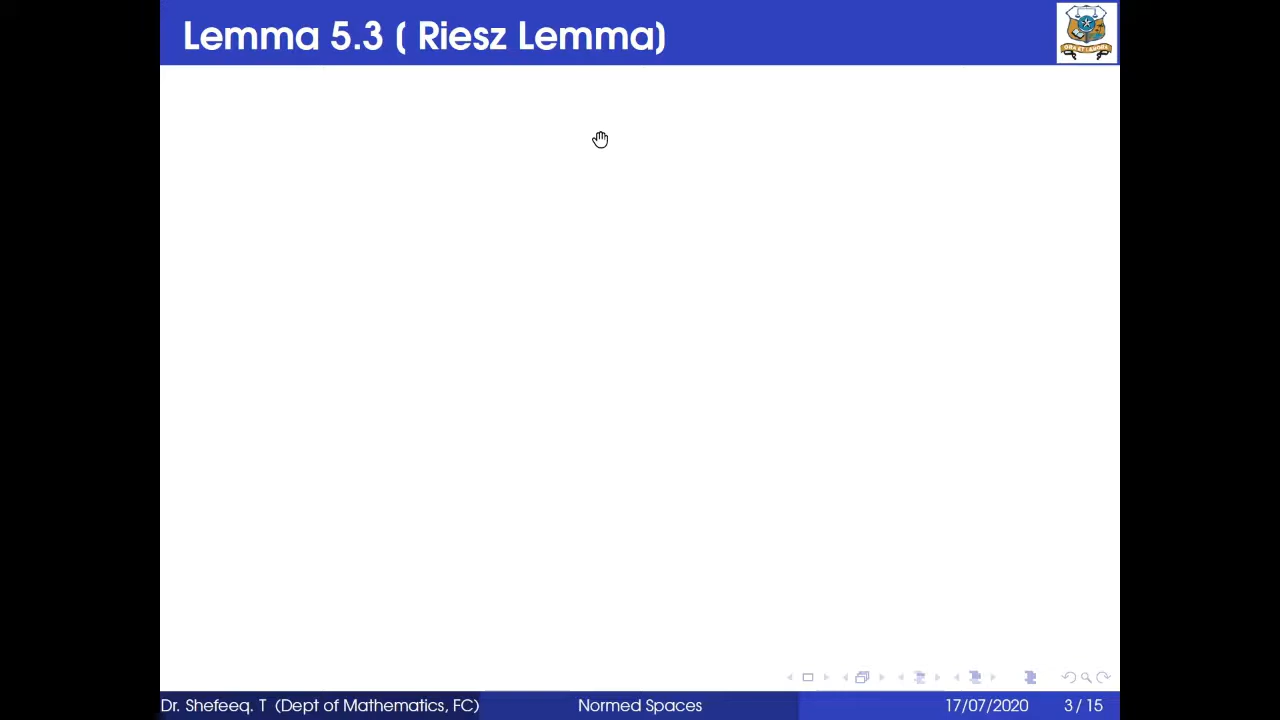 Lemma 5.3 ( Riesz Lemma)
Dr. Shefeeq. T (Dept of Mathematics, FC) Normed Spaces 17/07/2020 3 / 15